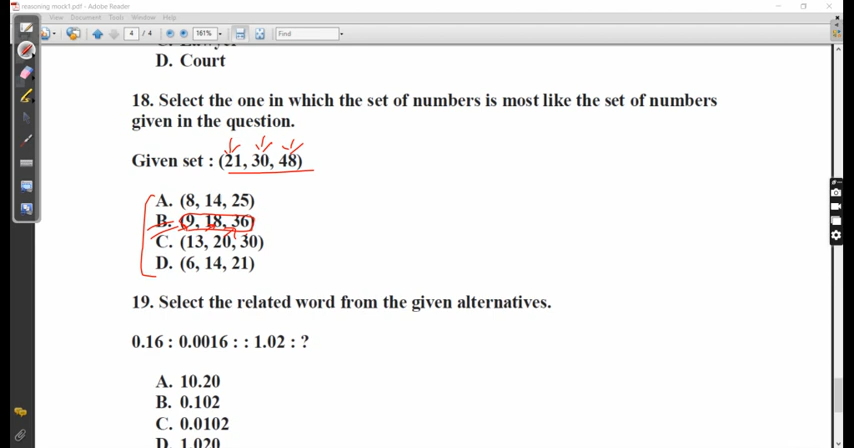 reasoning mock1.pdf - Adobe Reader
View Document Tools Window Help
4 / 4 161% Find
D. Court
18. Select the one in which the set of numbers is most like the set of numbers
given in the question.
Given set : (21, 30, 48)
A. (8, 14, 25)
B. (9, 18, 36)
C. (13, 20, 30)
D. (6, 14, 21)
19. Select the related word from the given alternatives.
0.16 : 0.0016 : : 1.02 : ?
A. 10.20
B. 0.102
C. 0.0102
D. 1.020